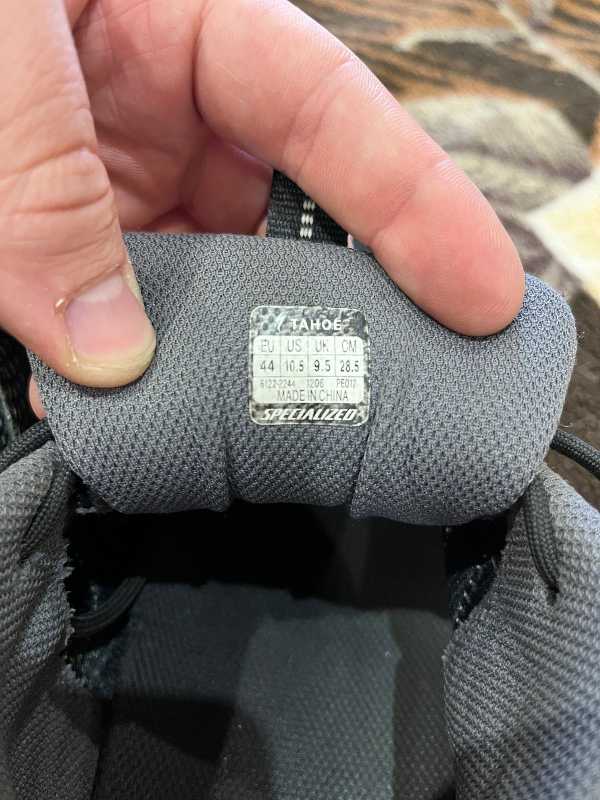 TAHOE
EU US UK CM
44 10.5 9.5 28.5
6122-2244 1206 PE012
MADE IN CHINA
SPECIALIZED